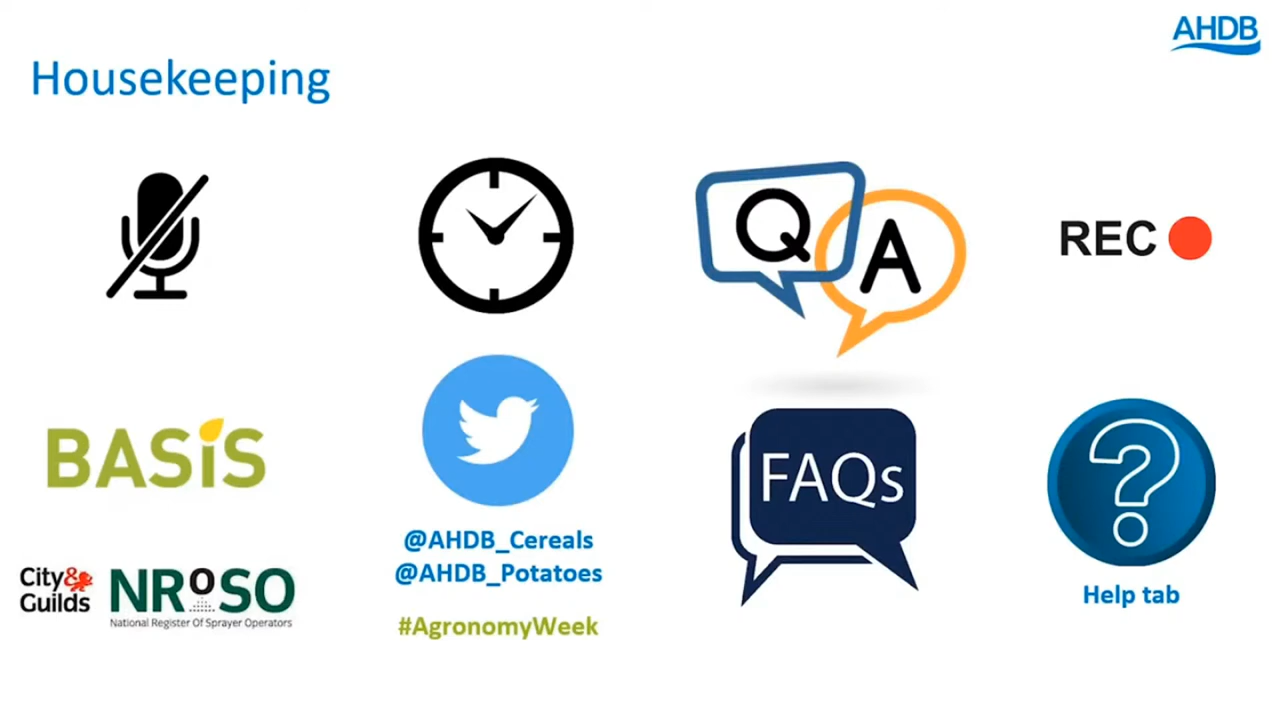 AHDB
Housekeeping
Q
A
REC
BASiS
@AHDB_Cereals
@AHDB_Potatoes
#AgronomyWeek
FAQs
?
Help tab
City&
Guilds
NRoSO
National Register Of Sprayer Operators